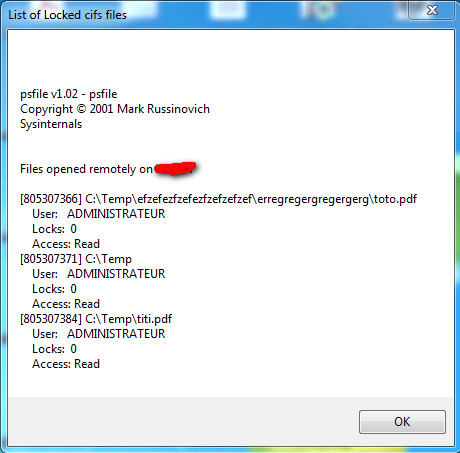 List of Locked cifs files
psfile v1.02 - psfile
Copyright © 2001 Mark Russinovich
Sysinternals
Files opened remotely on
[805307366] C:\Temp\efzefezfzefezfzefzefzef\erregregergregergerg\toto.pdf
User: ADMINISTRATEUR
Locks: 0
Access: Read
[805307371] C:\Temp
User: ADMINISTRATEUR
Locks: 0
Access: Read
[805307384] C:\Temp\titi.pdf
User: ADMINISTRATEUR
Locks: 0
Access: Read
OK